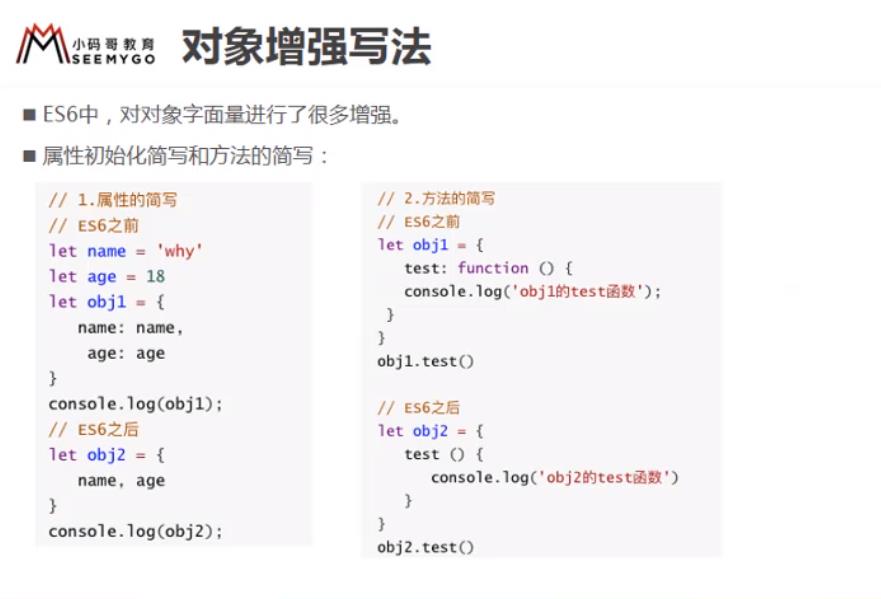 小码哥教育
SEEMYGO
对象增强写法
■ ES6中，对对象字面量进行了很多增强。
■ 属性初始化简写和方法的简写：
// 1.属性的简写
// ES6之前
let name = 'why'
let age = 18
let obj1 = {
   name: name,
    age: age
}
console.log(obj1);
// ES6之后
let obj2 = {
   name, age
}
console.log(obj2);
// 2.方法的简写
// ES6之前
let obj1 = {
   test: function () {
   console.log('obj1的test函数');
 }
}
obj1.test()
// ES6之后
let obj2 = {
   test () {
      console.log('obj2的test函数')
   }
}
obj2.test()